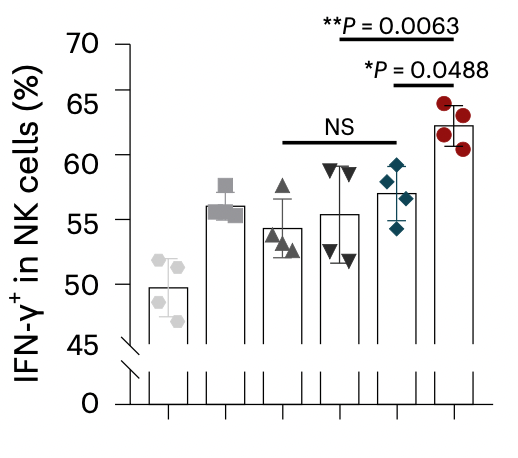 **P = 0.0063
*P = 0.0488
NS
IFN-γ+ in NK cells (%)
70
65
60
55
50
45
0